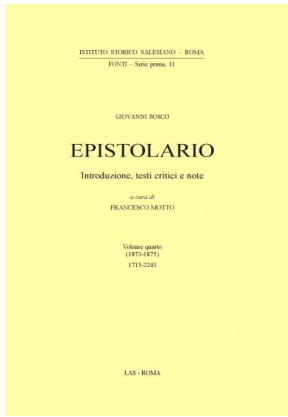 ISTITUTO STORICO SALESIANO – ROMA
FONTI – Serie prima, 11
GIOVANNI BOSCO
EPISTOLARIO
Introduzione, testi critici e note
a cura di
FRANCESCO MOTTO
Volume quarto
(1873-1875)
1715-2243
LAS - ROMA